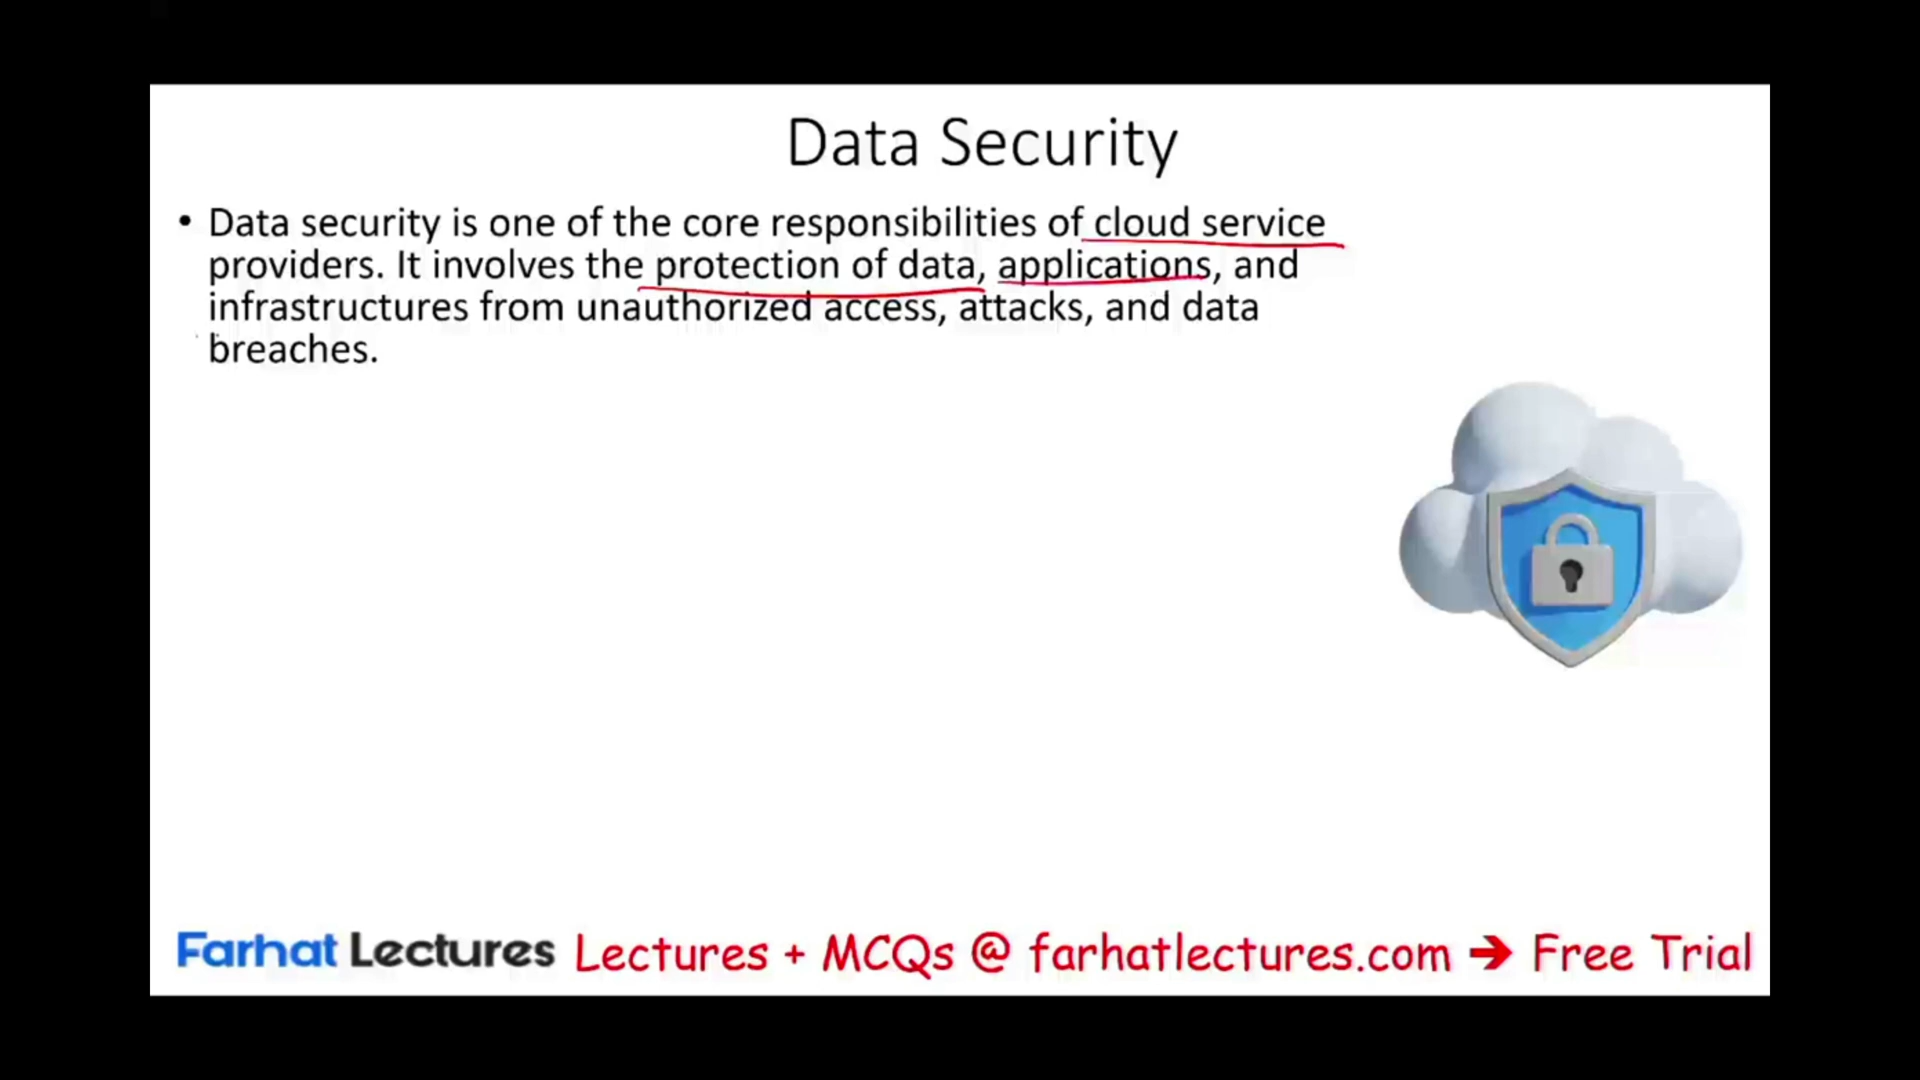 Data Security
• Data security is one of the core responsibilities of cloud service
providers. It involves the protection of data, applications, and
infrastructures from unauthorized access, attacks, and data
breaches.
Farhat Lectures Lectures + MCQs @ farhatlectures.com ➔ Free Trial